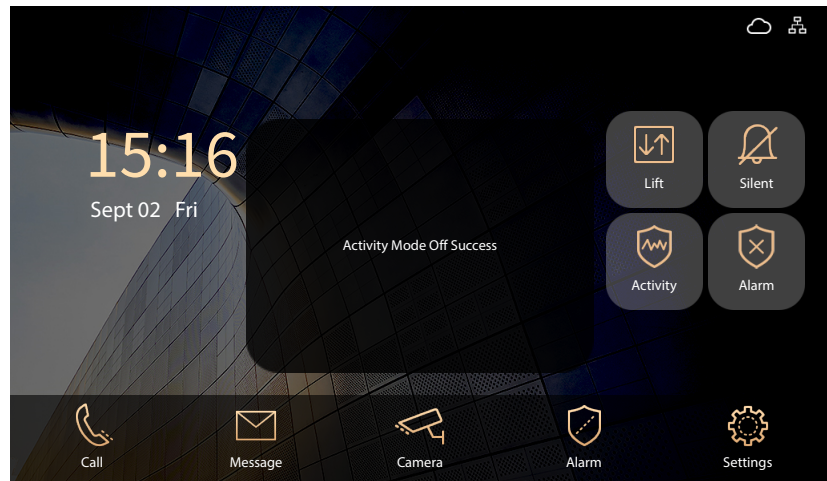 15:16
Sept 02 Fri
Activity Mode Off Success
Lift
Silent
Activity
Alarm
Call
Message
Camera
Alarm
Settings